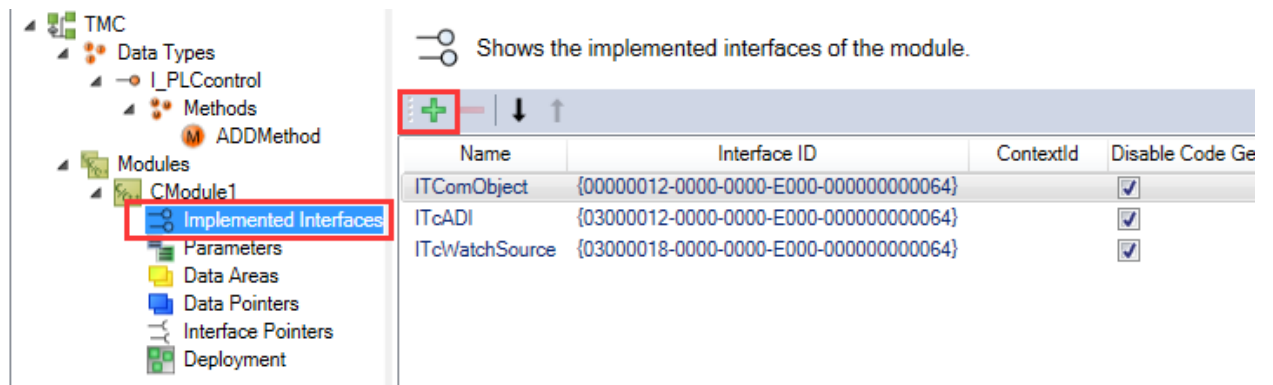 TMC
Data Types
I_PLCcontrol
Methods
M ADDMethod
Modules
CModule1
Implemented Interfaces
Parameters
Data Areas
Data Pointers
Interface Pointers
Deployment
Shows the implemented interfaces of the module.
Name Interface ID ContextId Disable Code Ge
ITComObject {00000012-0000-0000-E000-000000000064}
ITcADI {03000012-0000-0000-E000-000000000064}
ITcWatchSource {03000018-0000-0000-E000-000000000064}